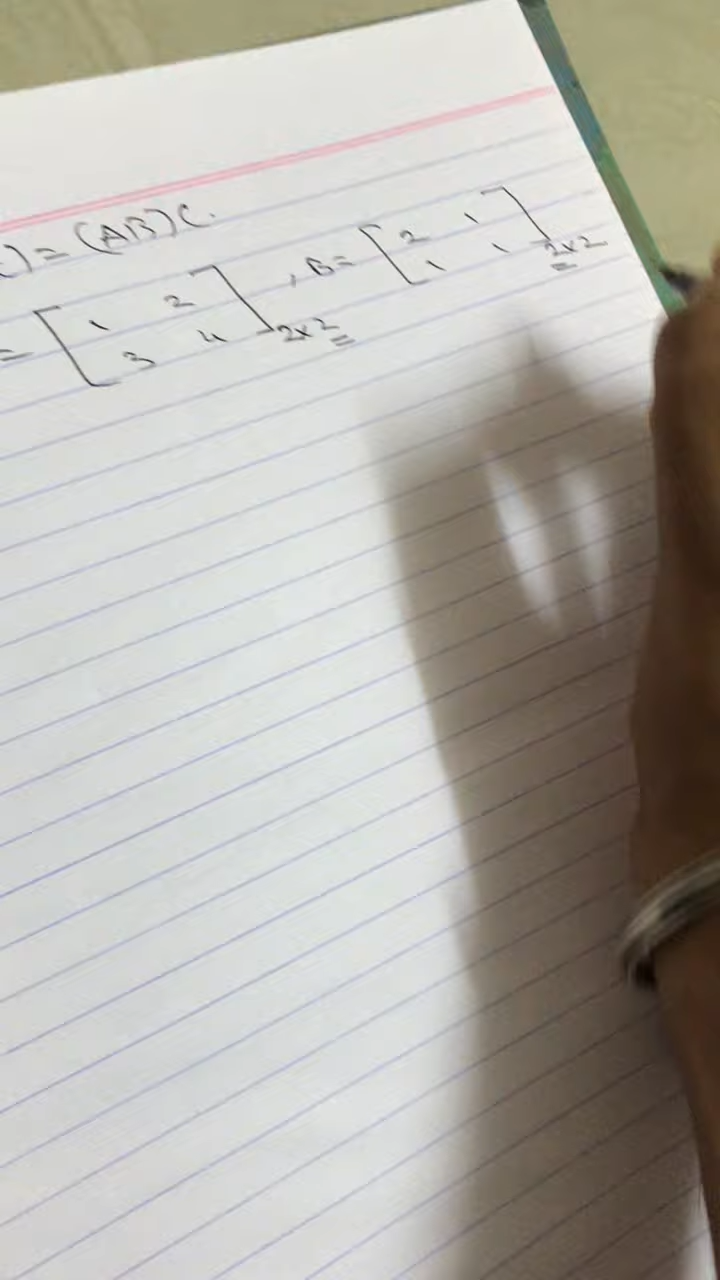 ) = (AB)C.
= [ 1 2 ] 2x2 , B = [ 2 1 ] 2x2
3 4 1 1